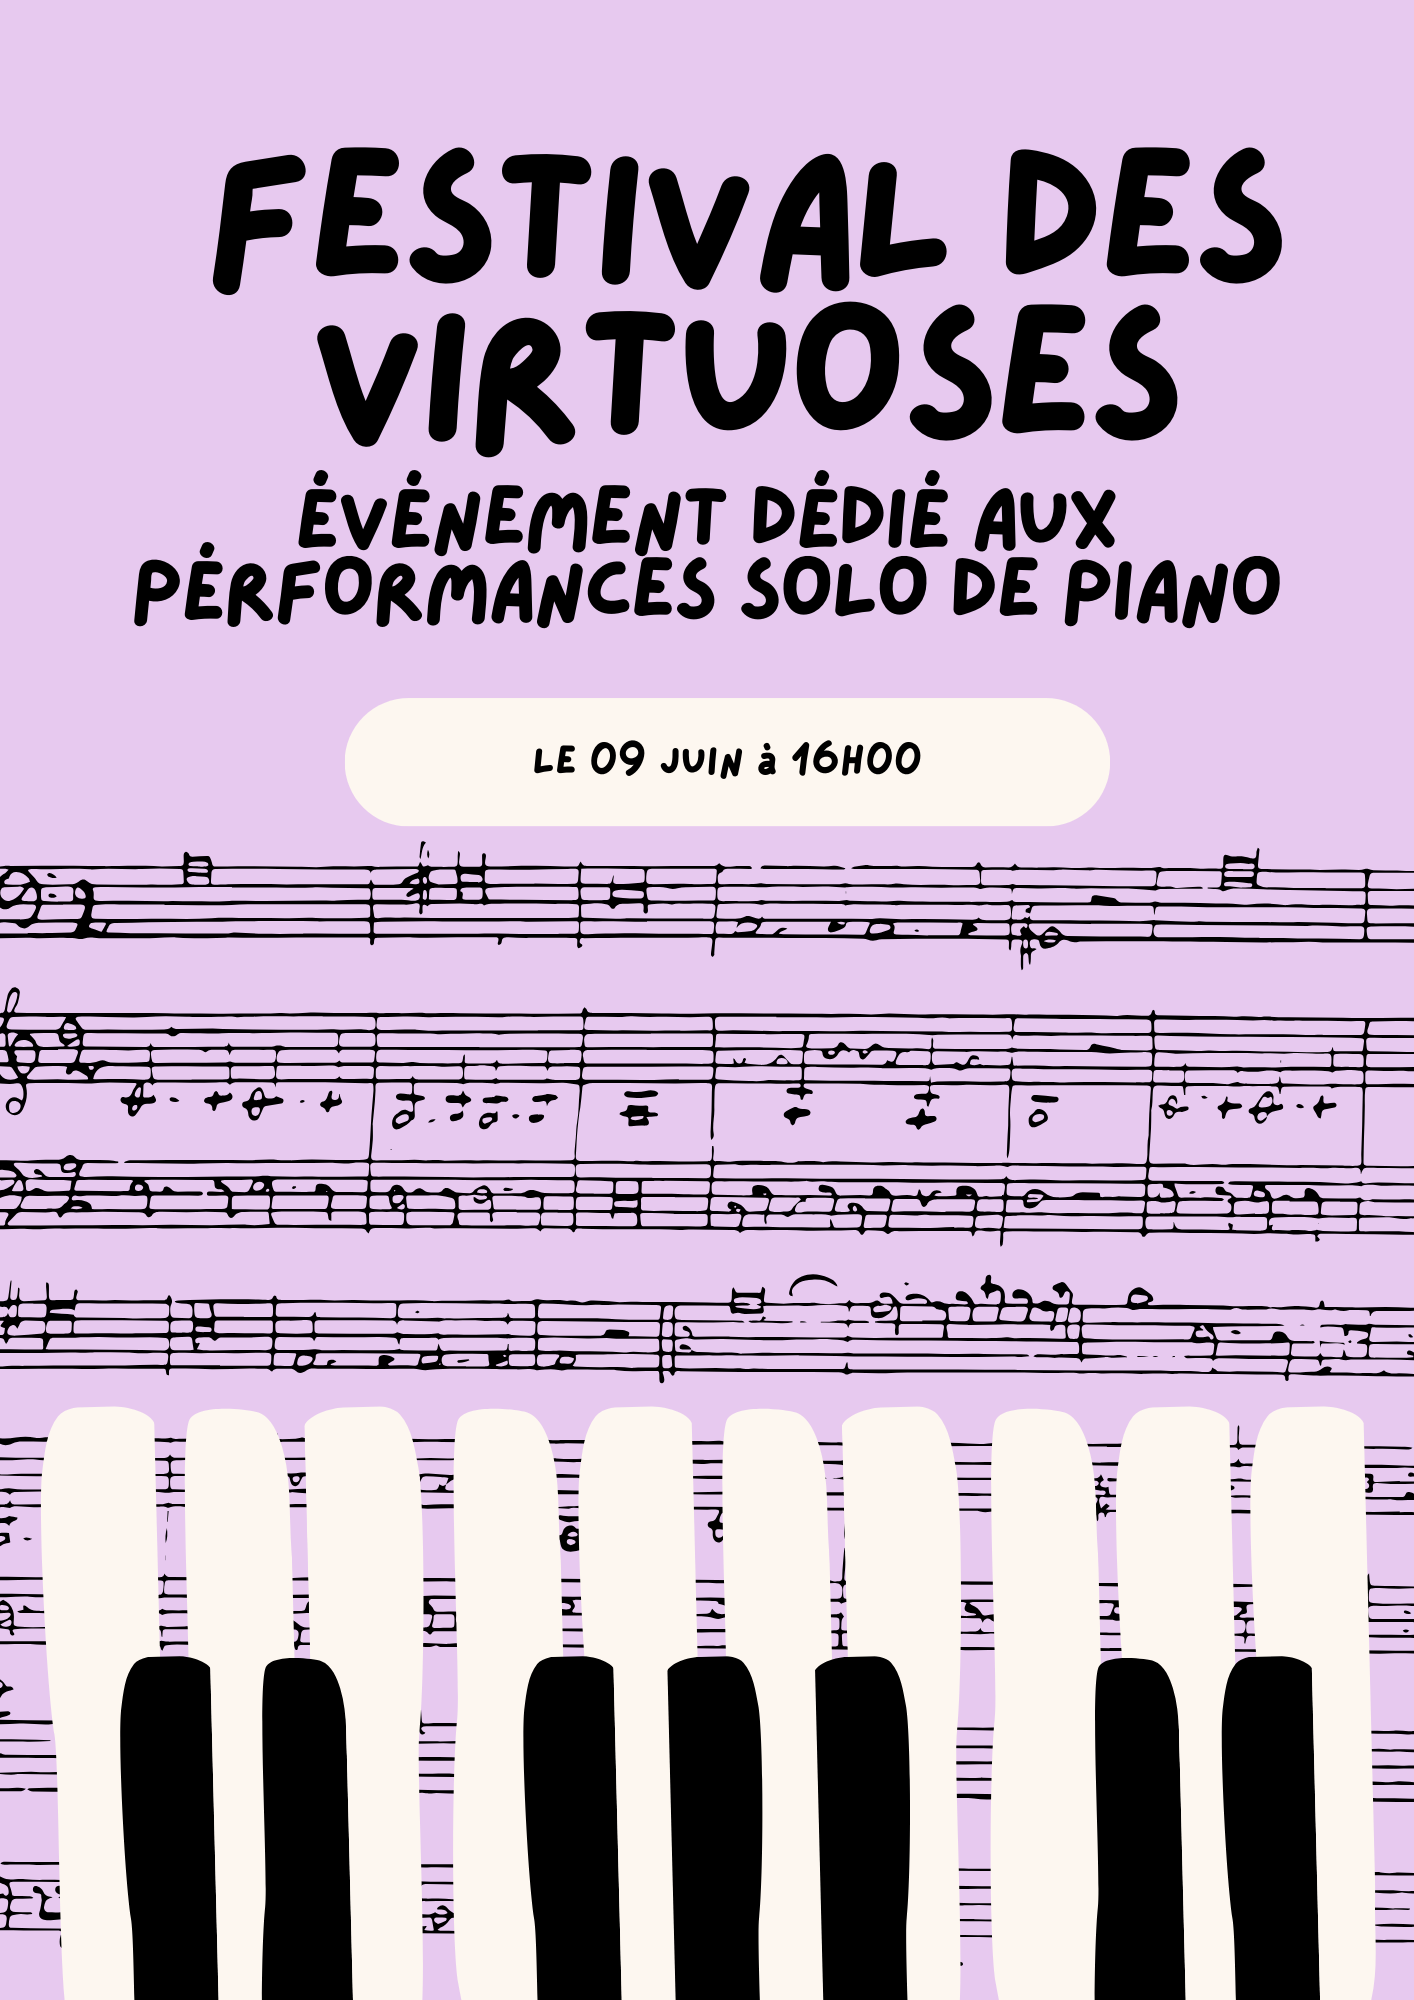 FESTIVAL DES
VIRTUOSES
ÉVÉNEMENT DÉDIÉ AUX
PÉRFORMANCES SOLO DE PIANO
LE 09 JUIN à 16H00